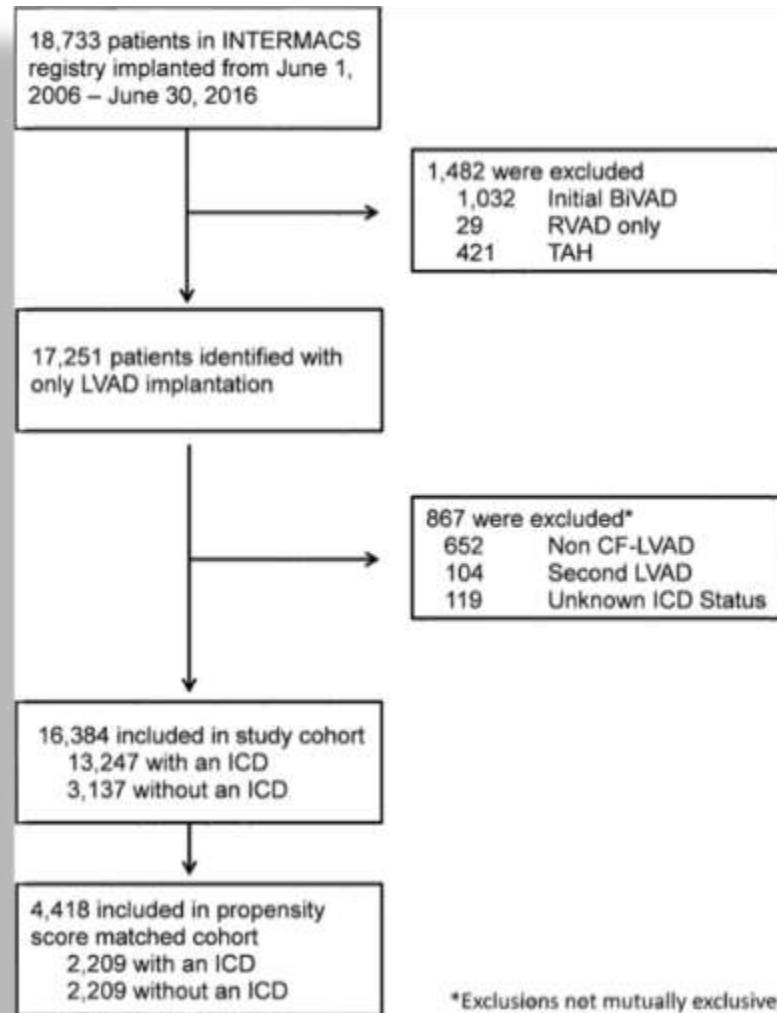 18,733 patients in INTERMACS
registry implanted from June 1,
2006 – June 30, 2016
1,482 were excluded
1,032 Initial BiVAD
29 RVAD only
421 TAH
17,251 patients identified with
only LVAD implantation
867 were excluded*
652 Non CF-LVAD
104 Second LVAD
119 Unknown ICD Status
16,384 included in study cohort
13,247 with an ICD
3,137 without an ICD
4,418 included in propensity
score matched cohort
2,209 with an ICD
2,209 without an ICD
*Exclusions not mutually exclusive